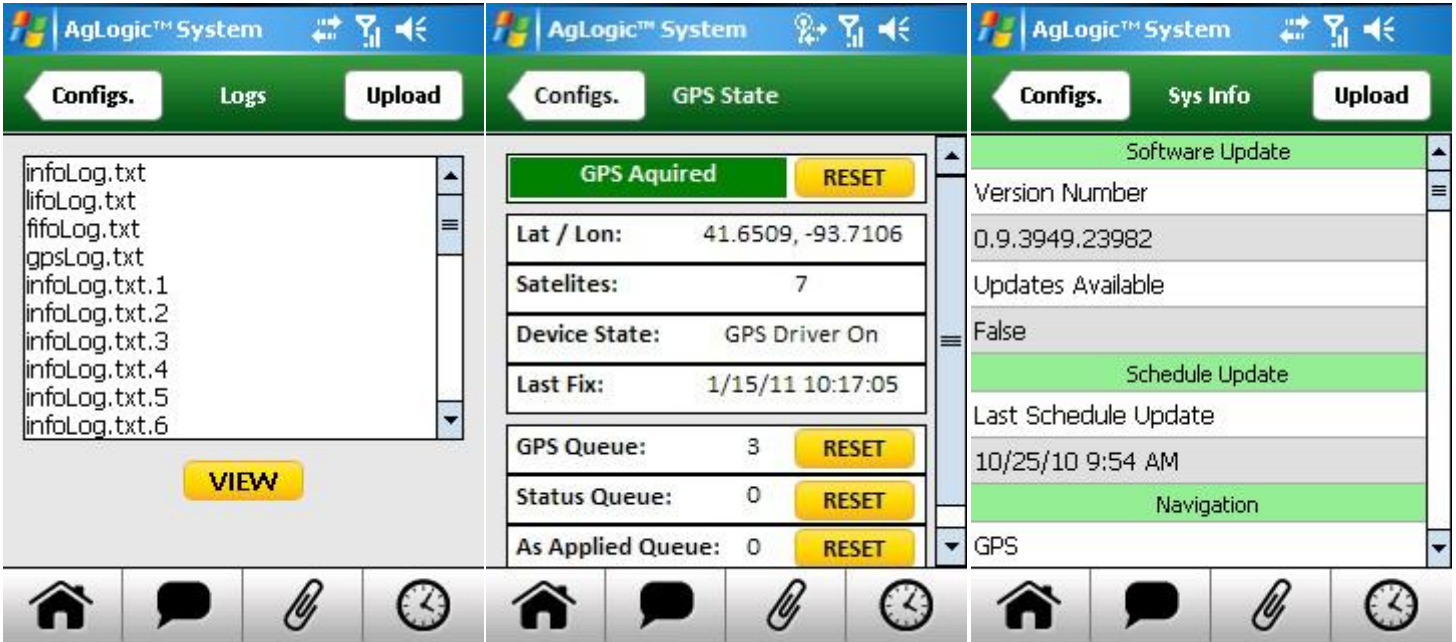 AgLogic™ System
Configs. Logs Upload
infoLog.txt
lifoLog.txt
fifoLog.txt
gpsLog.txt
infoLog.txt.1
infoLog.txt.2
infoLog.txt.3
infoLog.txt.4
infoLog.txt.5
infoLog.txt.6
VIEW
AgLogic™ System
Configs. GPS State
GPS Aquired RESET
Lat / Lon: 41.6509, -93.7106
Satelites: 7
Device State: GPS Driver On
Last Fix: 1/15/11 10:17:05
GPS Queue: 3 RESET
Status Queue: 0 RESET
As Applied Queue: 0 RESET
AgLogic™ System
Configs. Sys Info Upload
Software Update
Version Number
0.9.3949.23982
Updates Available
False
Schedule Update
Last Schedule Update
10/25/10 9:54 AM
Navigation
GPS